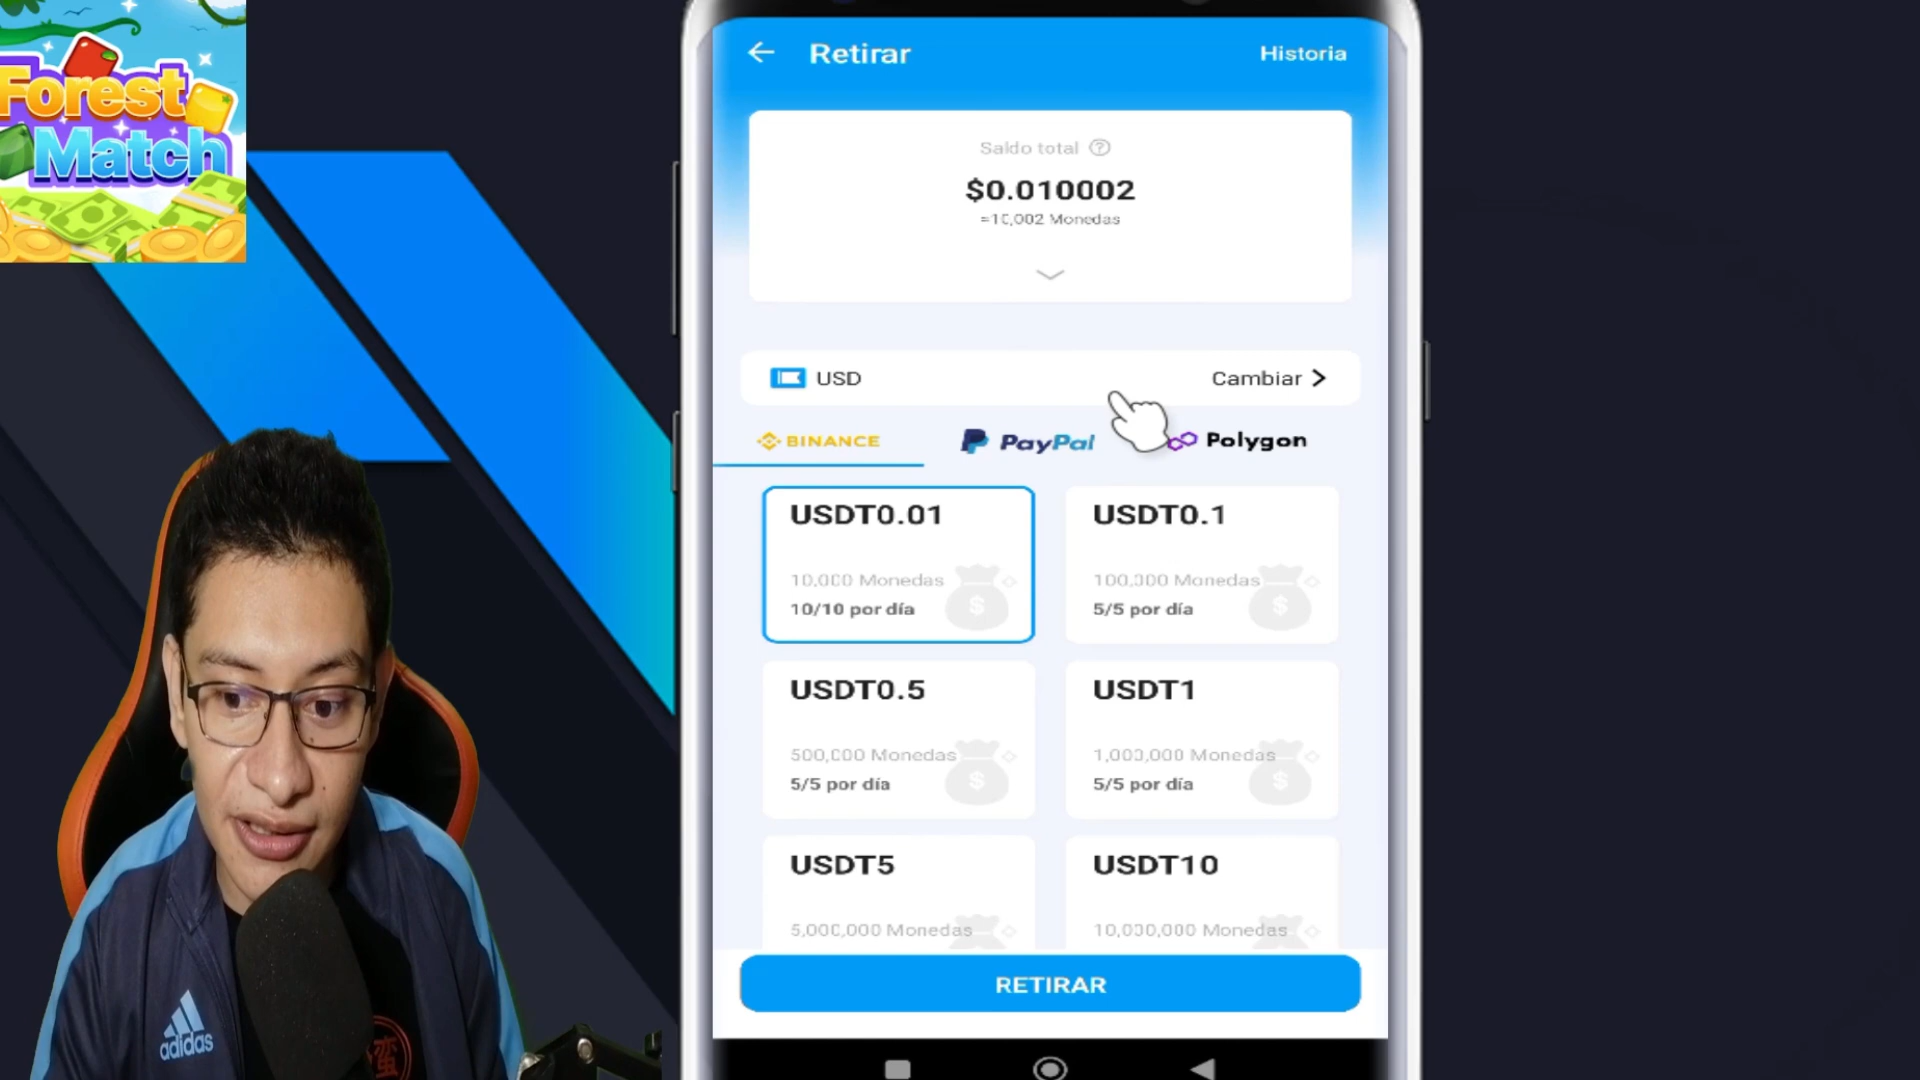 Forest
Match
Retirar
Historia
Saldo total ?
$0.010002
≈10,002 Monedas
USD
Cambiar
BINANCE
PayPal
Polygon
USDT0.01
10,000 Monedas
10/10 por día
USDT0.1
100,000 Monedas
5/5 por día
USDT0.5
500,000 Monedas
5/5 por día
USDT1
1,000,000 Monedas
5/5 por día
USDT5
5,000,000 Monedas
USDT10
10,000,000 Monedas
RETIRAR
adidas